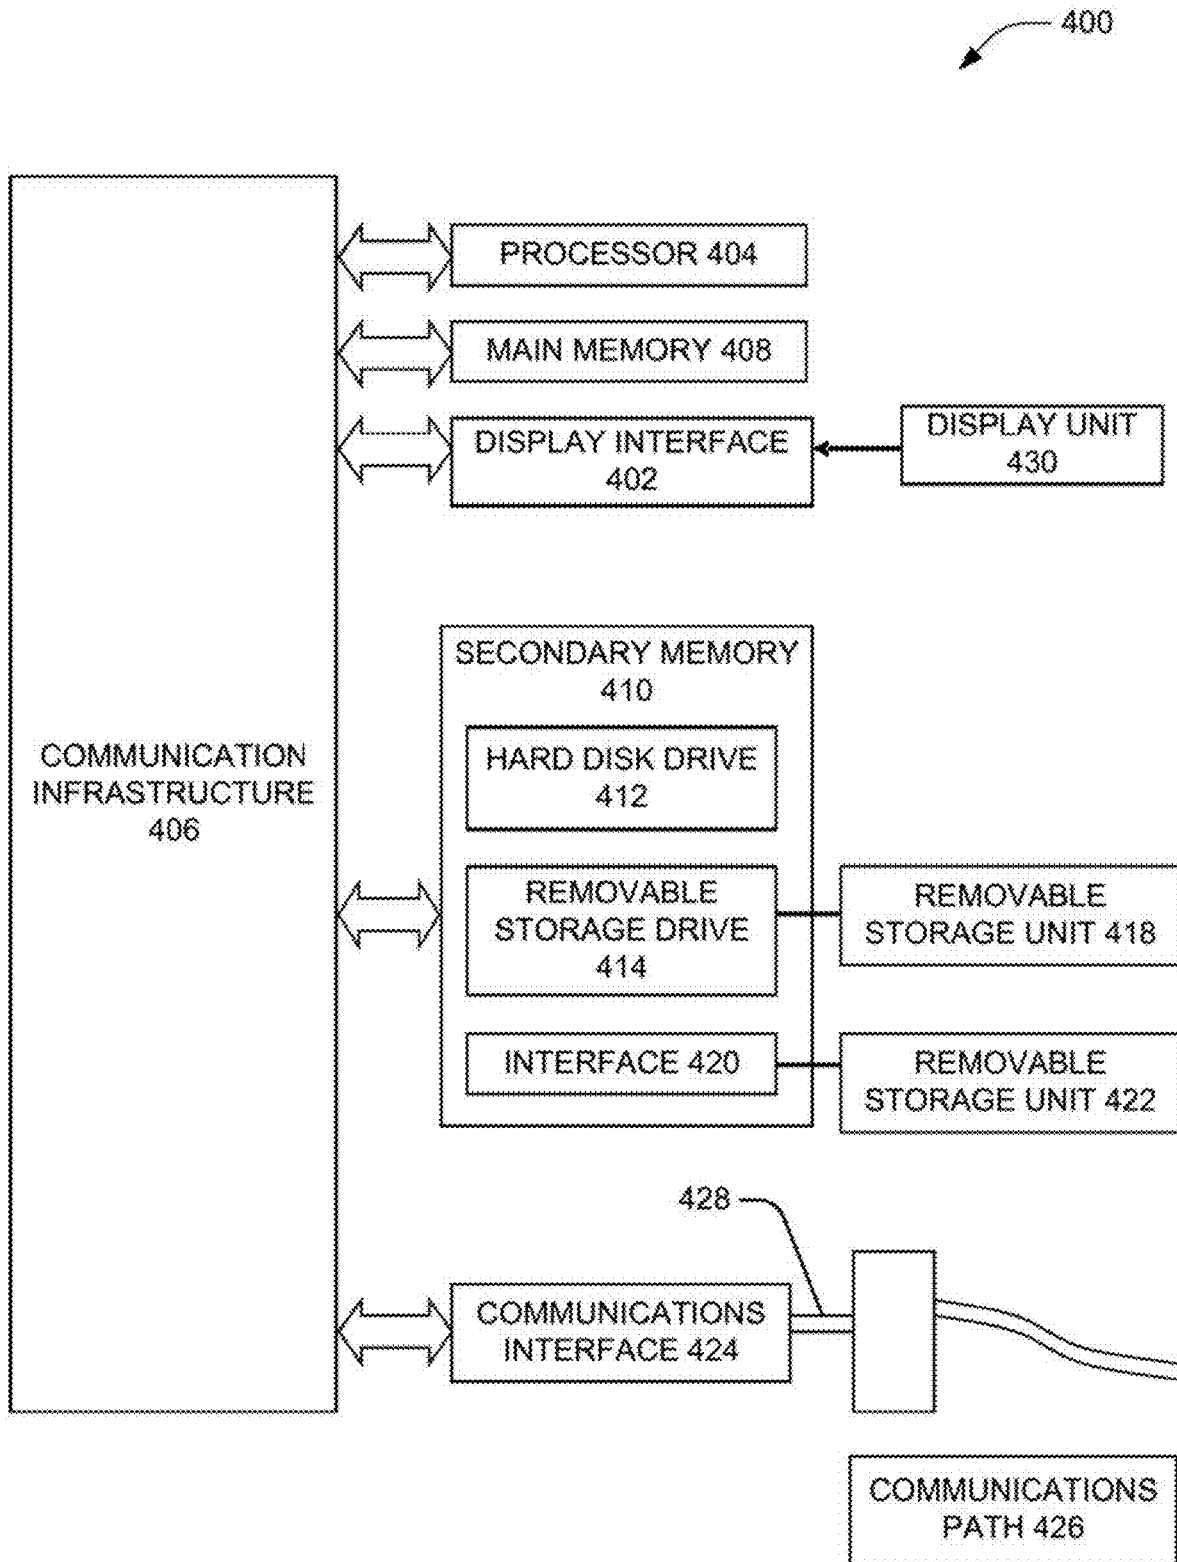 400
PROCESSOR 404
MAIN MEMORY 408
DISPLAY INTERFACE
402
DISPLAY UNIT
430
SECONDARY MEMORY
410
HARD DISK DRIVE
412
COMMUNICATION
INFRASTRUCTURE
406
REMOVABLE
STORAGE DRIVE
414
REMOVABLE
STORAGE UNIT 418
INTERFACE 420
REMOVABLE
STORAGE UNIT 422
428
COMMUNICATIONS
INTERFACE 424
COMMUNICATIONS
PATH 426